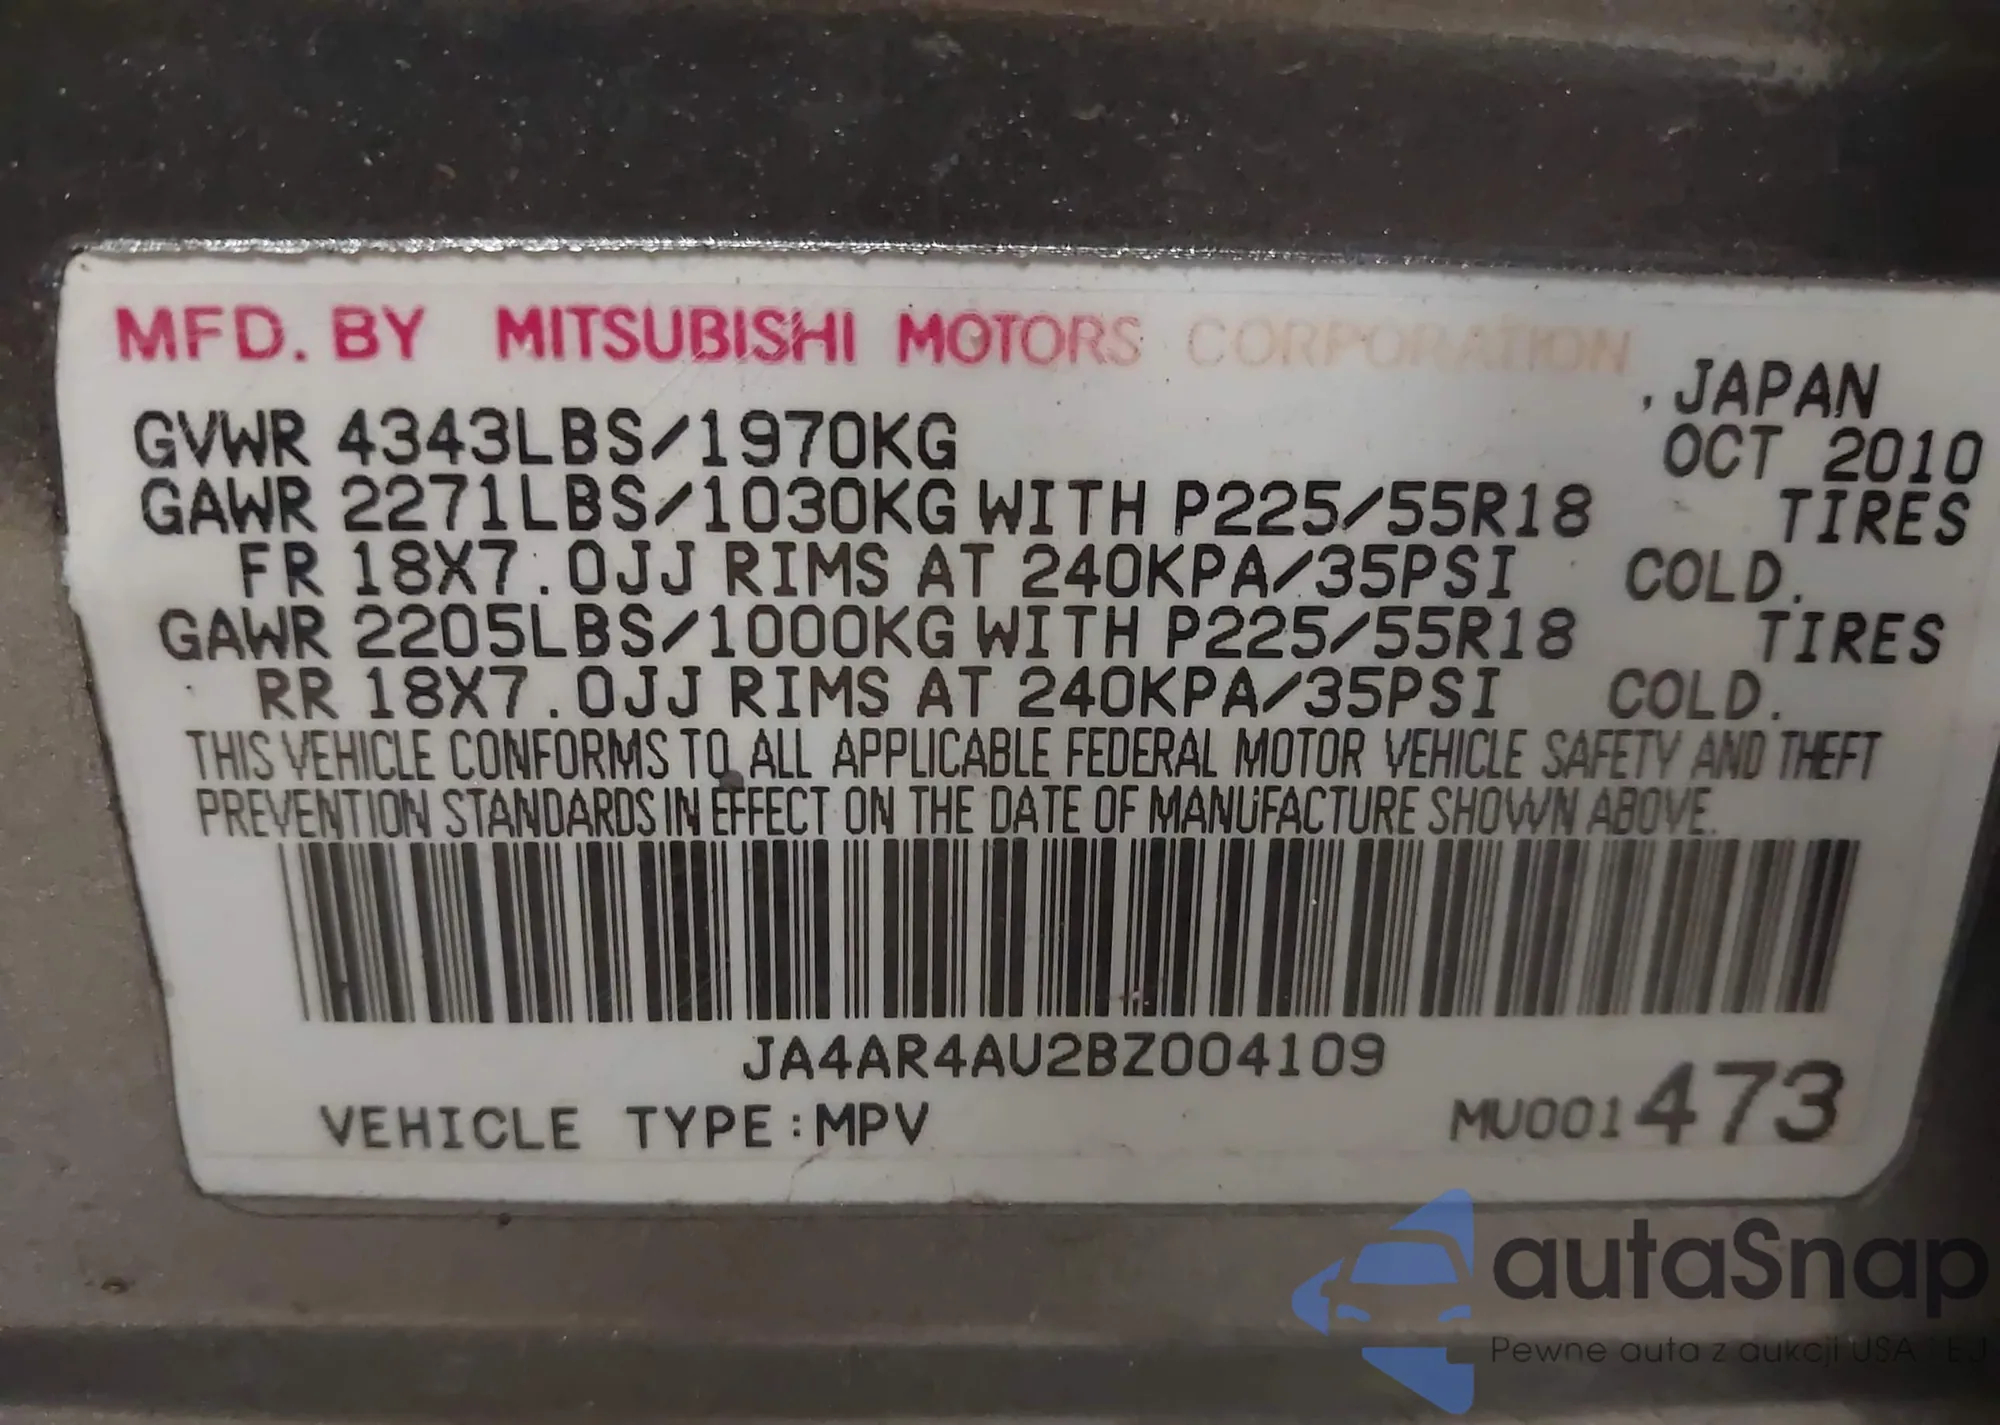 MFD. BY MITSUBISHI MOTORS CORPORATION , JAPAN
GVWR 4343LBS/1970KG OCT 2010
GAWR 2271LBS/1030KG WITH P225/55R18 TIRES
FR 18X7.0JJ RIMS AT 240KPA/35PSI COLD.
GAWR 2205LBS/1000KG WITH P225/55R18 TIRES
RR 18X7.0JJ RIMS AT 240KPA/35PSI COLD.
THIS VEHICLE CONFORMS TO ALL APPLICABLE FEDERAL MOTOR VEHICLE SAFETY AND THEFT
PREVENTION STANDARDS IN EFFECT ON THE DATE OF MANUFACTURE SHOWN ABOVE.
JA4AR4AU2BZ004109
VEHICLE TYPE:MPV MU001473
autaSnap
Pewne auta z aukcji USA i EJ